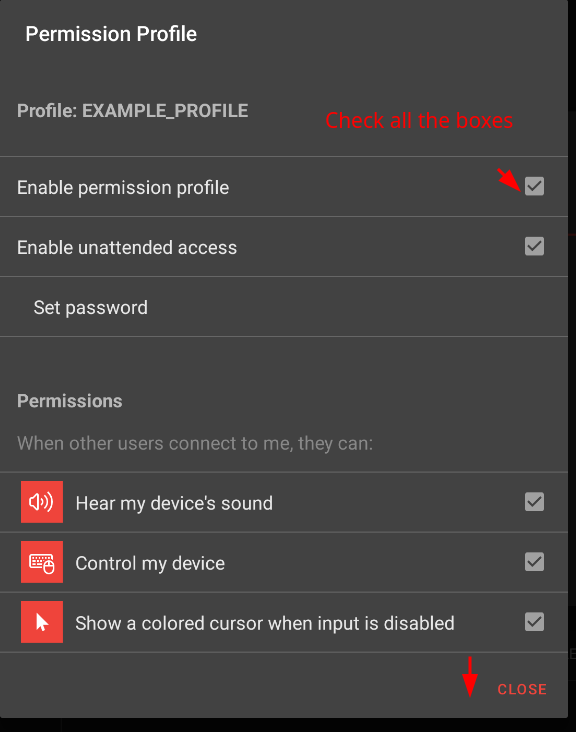 Permission Profile
Profile: EXAMPLE_PROFILE
Check all the boxes
Enable permission profile
Enable unattended access
Set password
Permissions
When other users connect to me, they can:
Hear my device's sound
Control my device
Show a colored cursor when input is disabled
CLOSE